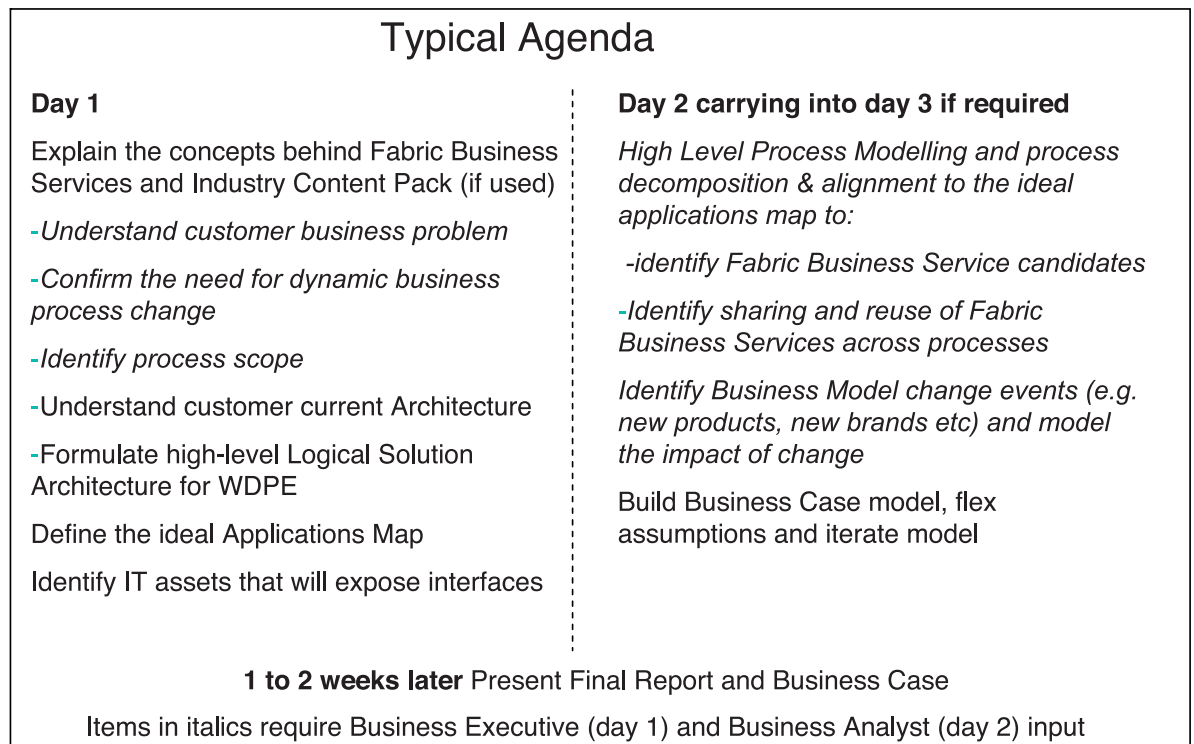 Typical Agenda
Day 1
Explain the concepts behind Fabric Business
Services and Industry Content Pack (if used)
-Understand customer business problem
-Confirm the need for dynamic business
process change
-Identify process scope
-Understand customer current Architecture
-Formulate high-level Logical Solution
Architecture for WDPE
Define the ideal Applications Map
Identify IT assets that will expose interfaces
Day 2 carrying into day 3 if required
High Level Process Modelling and process
decomposition & alignment to the ideal
applications map to:
-identify Fabric Business Service candidates
-Identify sharing and reuse of Fabric
Business Services across processes
Identify Business Model change events (e.g.
new products, new brands etc) and model
the impact of change
Build Business Case model, flex
assumptions and iterate model
1 to 2 weeks later Present Final Report and Business Case
Items in italics require Business Executive (day 1) and Business Analyst (day 2) input